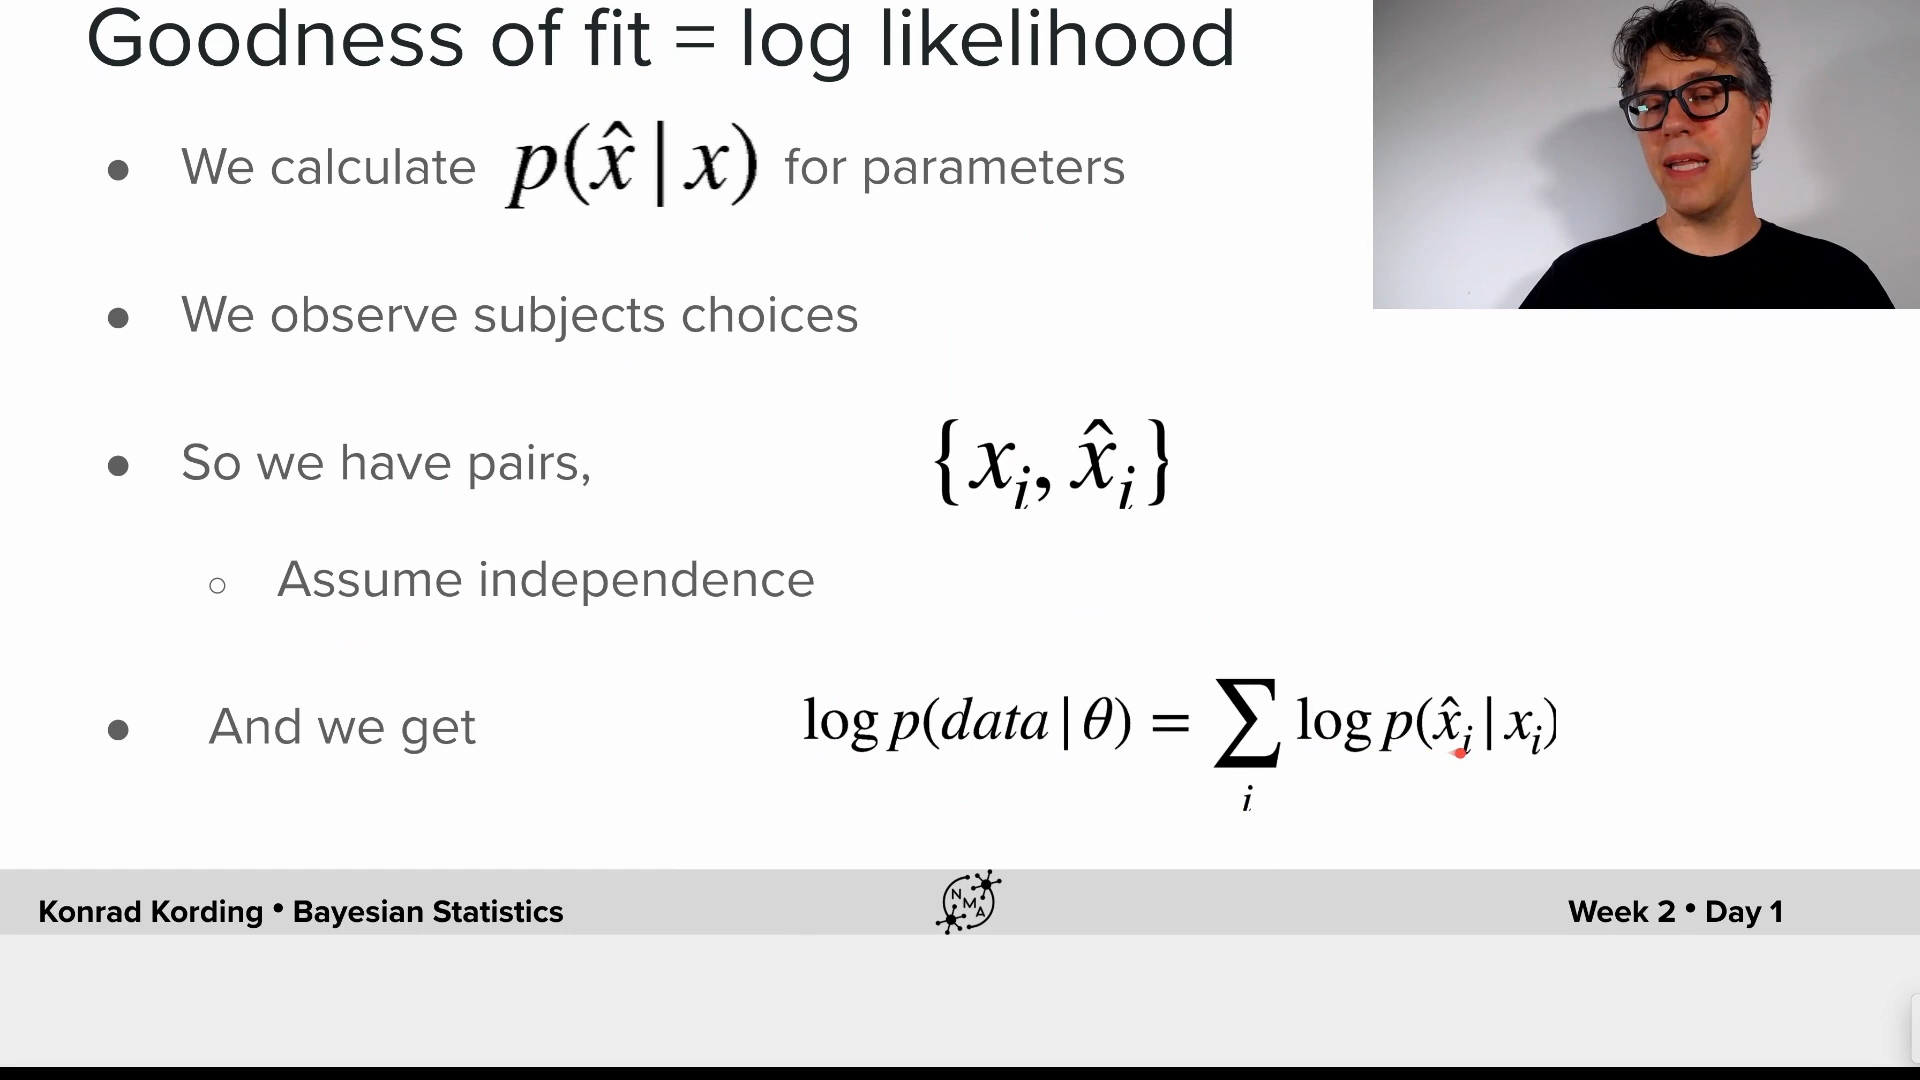 Goodness of fit = log likelihood
● We calculate p(x̂ | x) for parameters
● We observe subjects choices
● So we have pairs, {xᵢ, x̂ᵢ}
○ Assume independence
● And we get log p(data | θ) = ∑ᵢ log p(x̂ᵢ | xᵢ)
Konrad Kording • Bayesian Statistics
NMA
Week 2 • Day 1